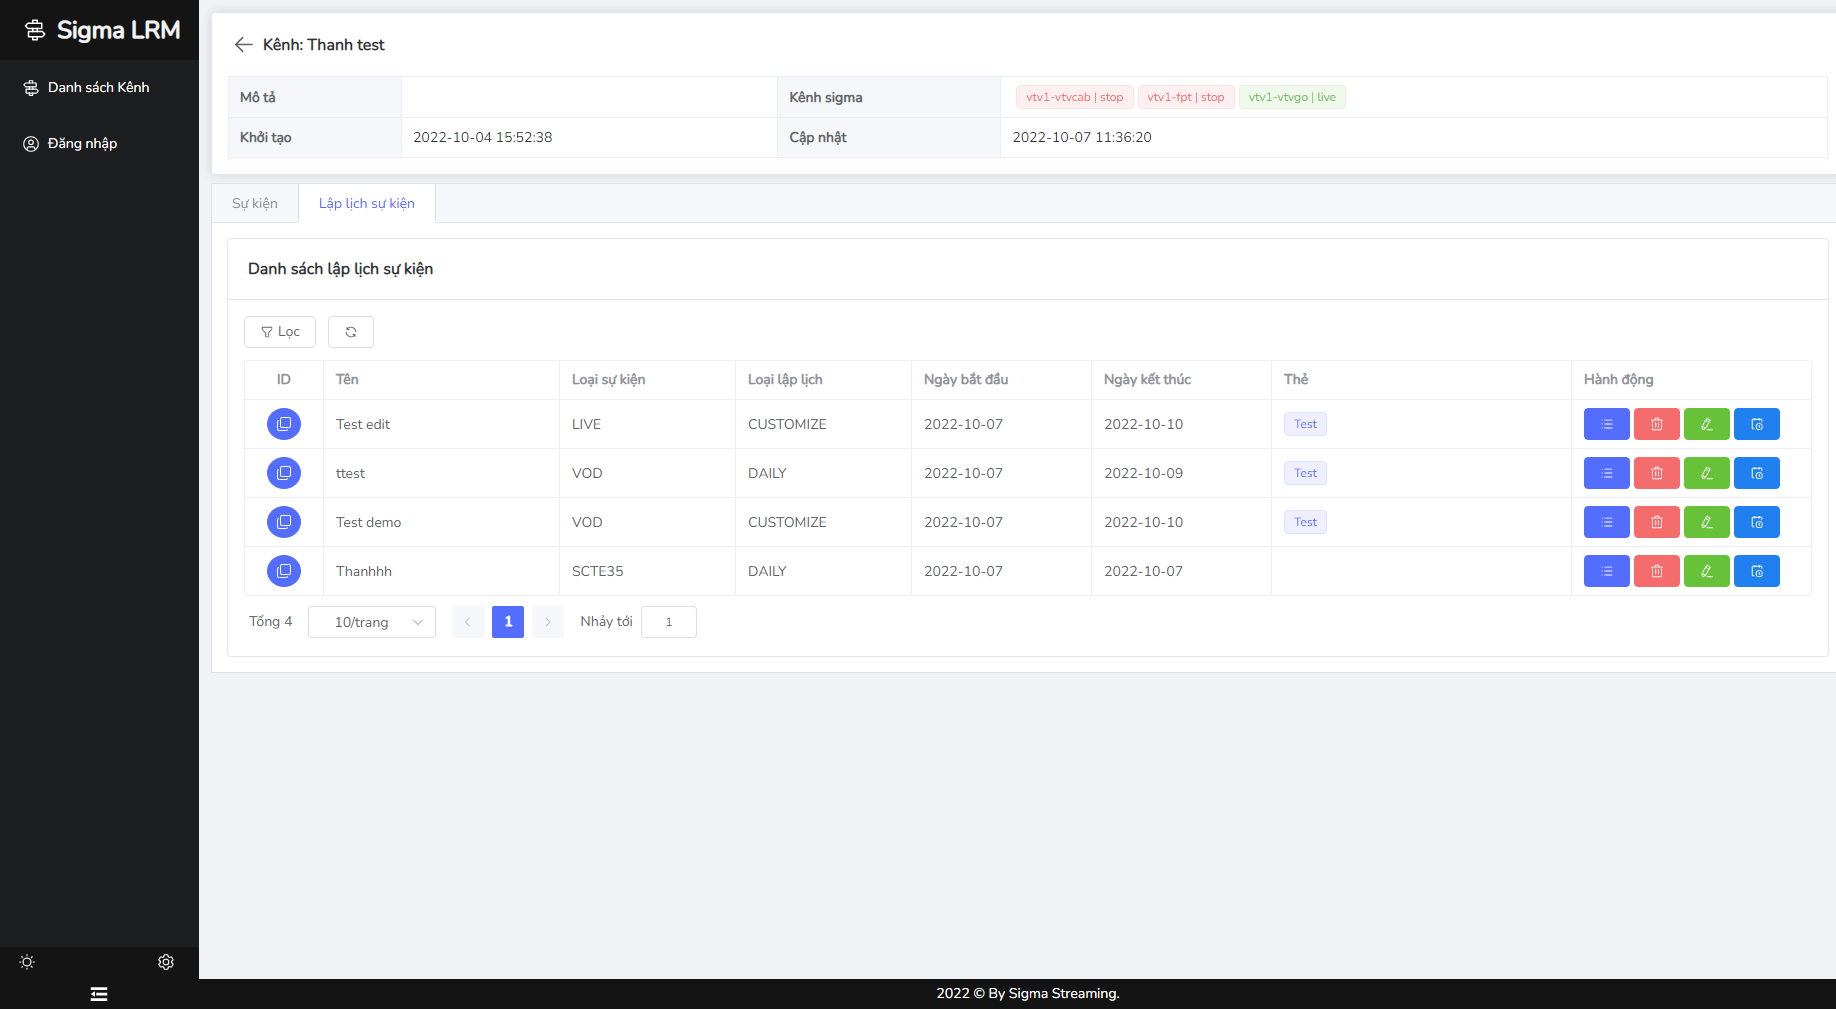 Sigma LRM
Danh sách Kênh
Đăng nhập
Kênh: Thanh test
Mô tả
Kênh sigma
vtv1-vtvcab | stop
vtv1-fpt | stop
vtv1-vtvgo | live
Khởi tạo
2022-10-04 15:52:38
Cập nhật
2022-10-07 11:36:20
Sự kiện
Lập lịch sự kiện
Danh sách lập lịch sự kiện
Lọc
ID Tên Loại sự kiện Loại lập lịch Ngày bắt đầu Ngày kết thúc Thẻ Hành động
Test edit LIVE CUSTOMIZE 2022-10-07 2022-10-10 Test
ttest VOD DAILY 2022-10-07 2022-10-09 Test
Test demo VOD CUSTOMIZE 2022-10-07 2022-10-10 Test
Thanhhh SCTE35 DAILY 2022-10-07 2022-10-07
Tổng 4 10/trang 1 Nhảy tới 1
2022 © By Sigma Streaming.